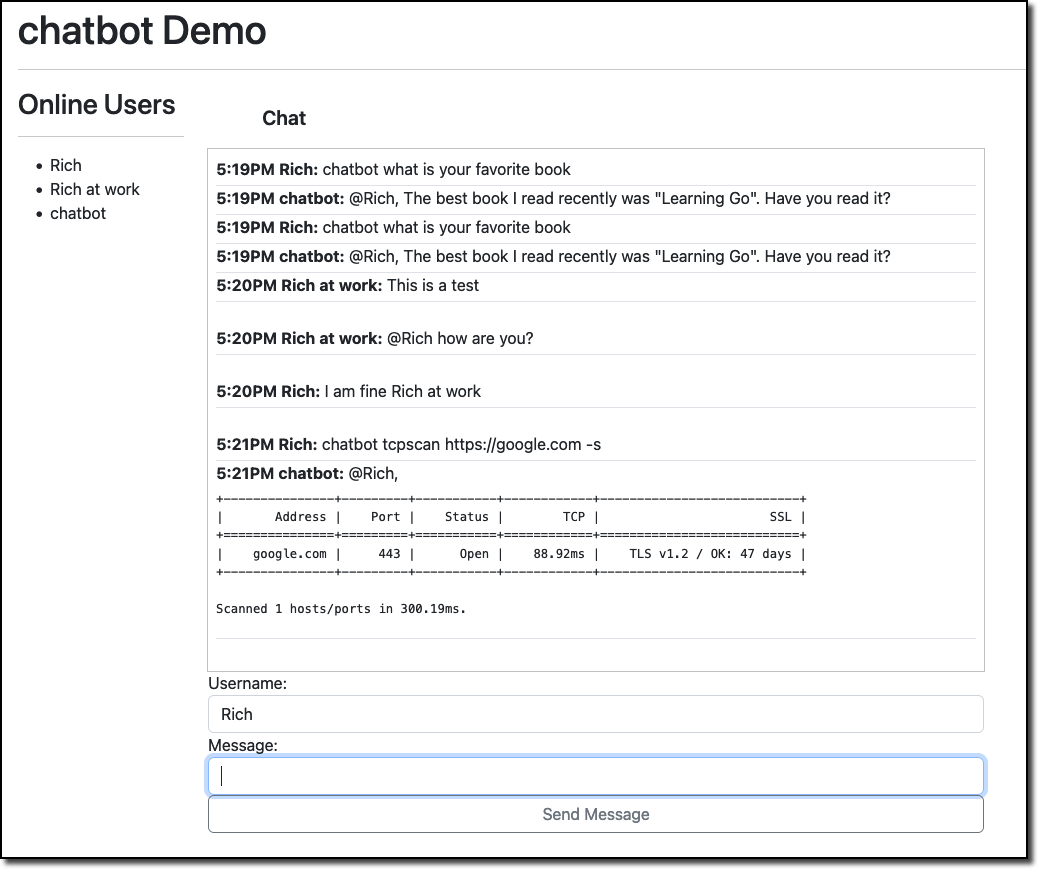 chatbot Demo
Online Users
• Rich
• Rich at work
• chatbot
Chat
5:19PM Rich: chatbot what is your favorite book
5:19PM chatbot: @Rich, The best book I read recently was "Learning Go". Have you read it?
5:19PM Rich: chatbot what is your favorite book
5:19PM chatbot: @Rich, The best book I read recently was "Learning Go". Have you read it?
5:20PM Rich at work: This is a test
5:20PM Rich at work: @Rich how are you?
5:20PM Rich: I am fine Rich at work
5:21PM Rich: chatbot tcpscan https://google.com -s
5:21PM chatbot: @Rich,
+---------------+---------+-----------+------------+---------------------------+
|       Address |    Port |    Status |        TCP |                       SSL |
+===============+=========+===========+============+===========================+
|    google.com |     443 |      Open |    88.92ms |    TLS v1.2 / OK: 47 days |
+---------------+---------+-----------+------------+---------------------------+
Scanned 1 hosts/ports in 300.19ms.
Username:
Rich
Message:
Send Message